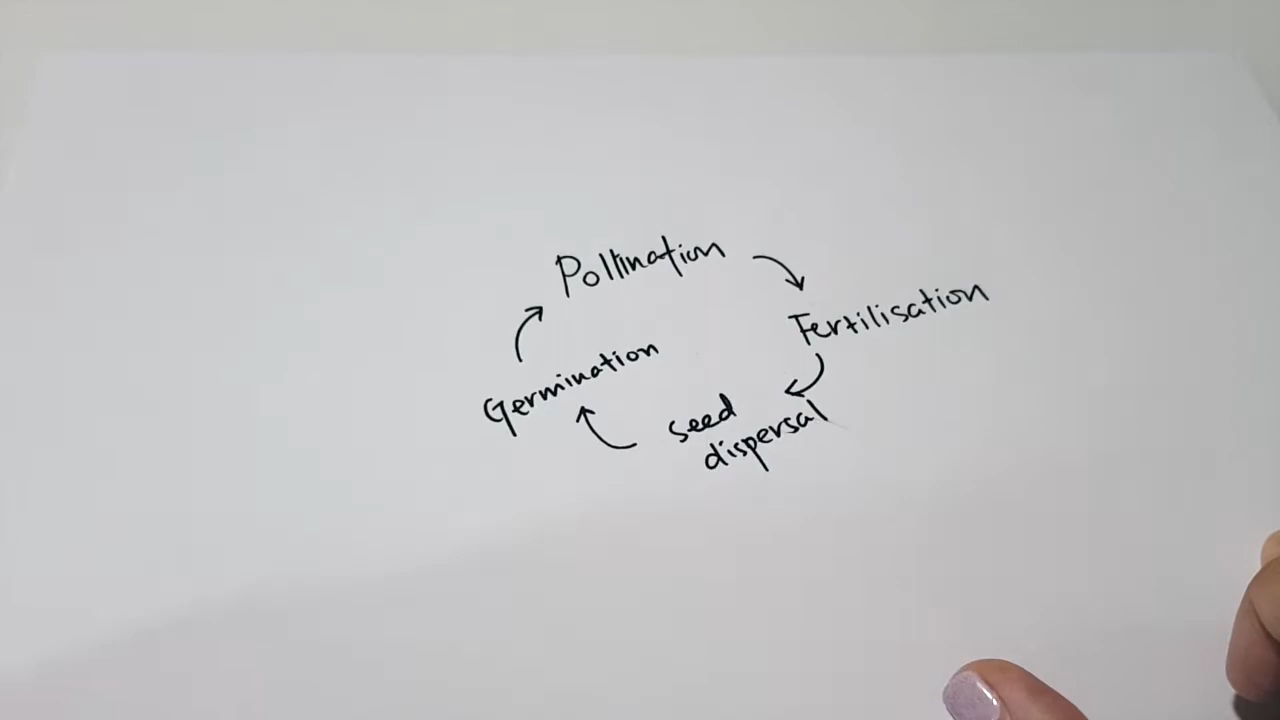 Pollination
Fertilisation
Germination
seed
dispersal